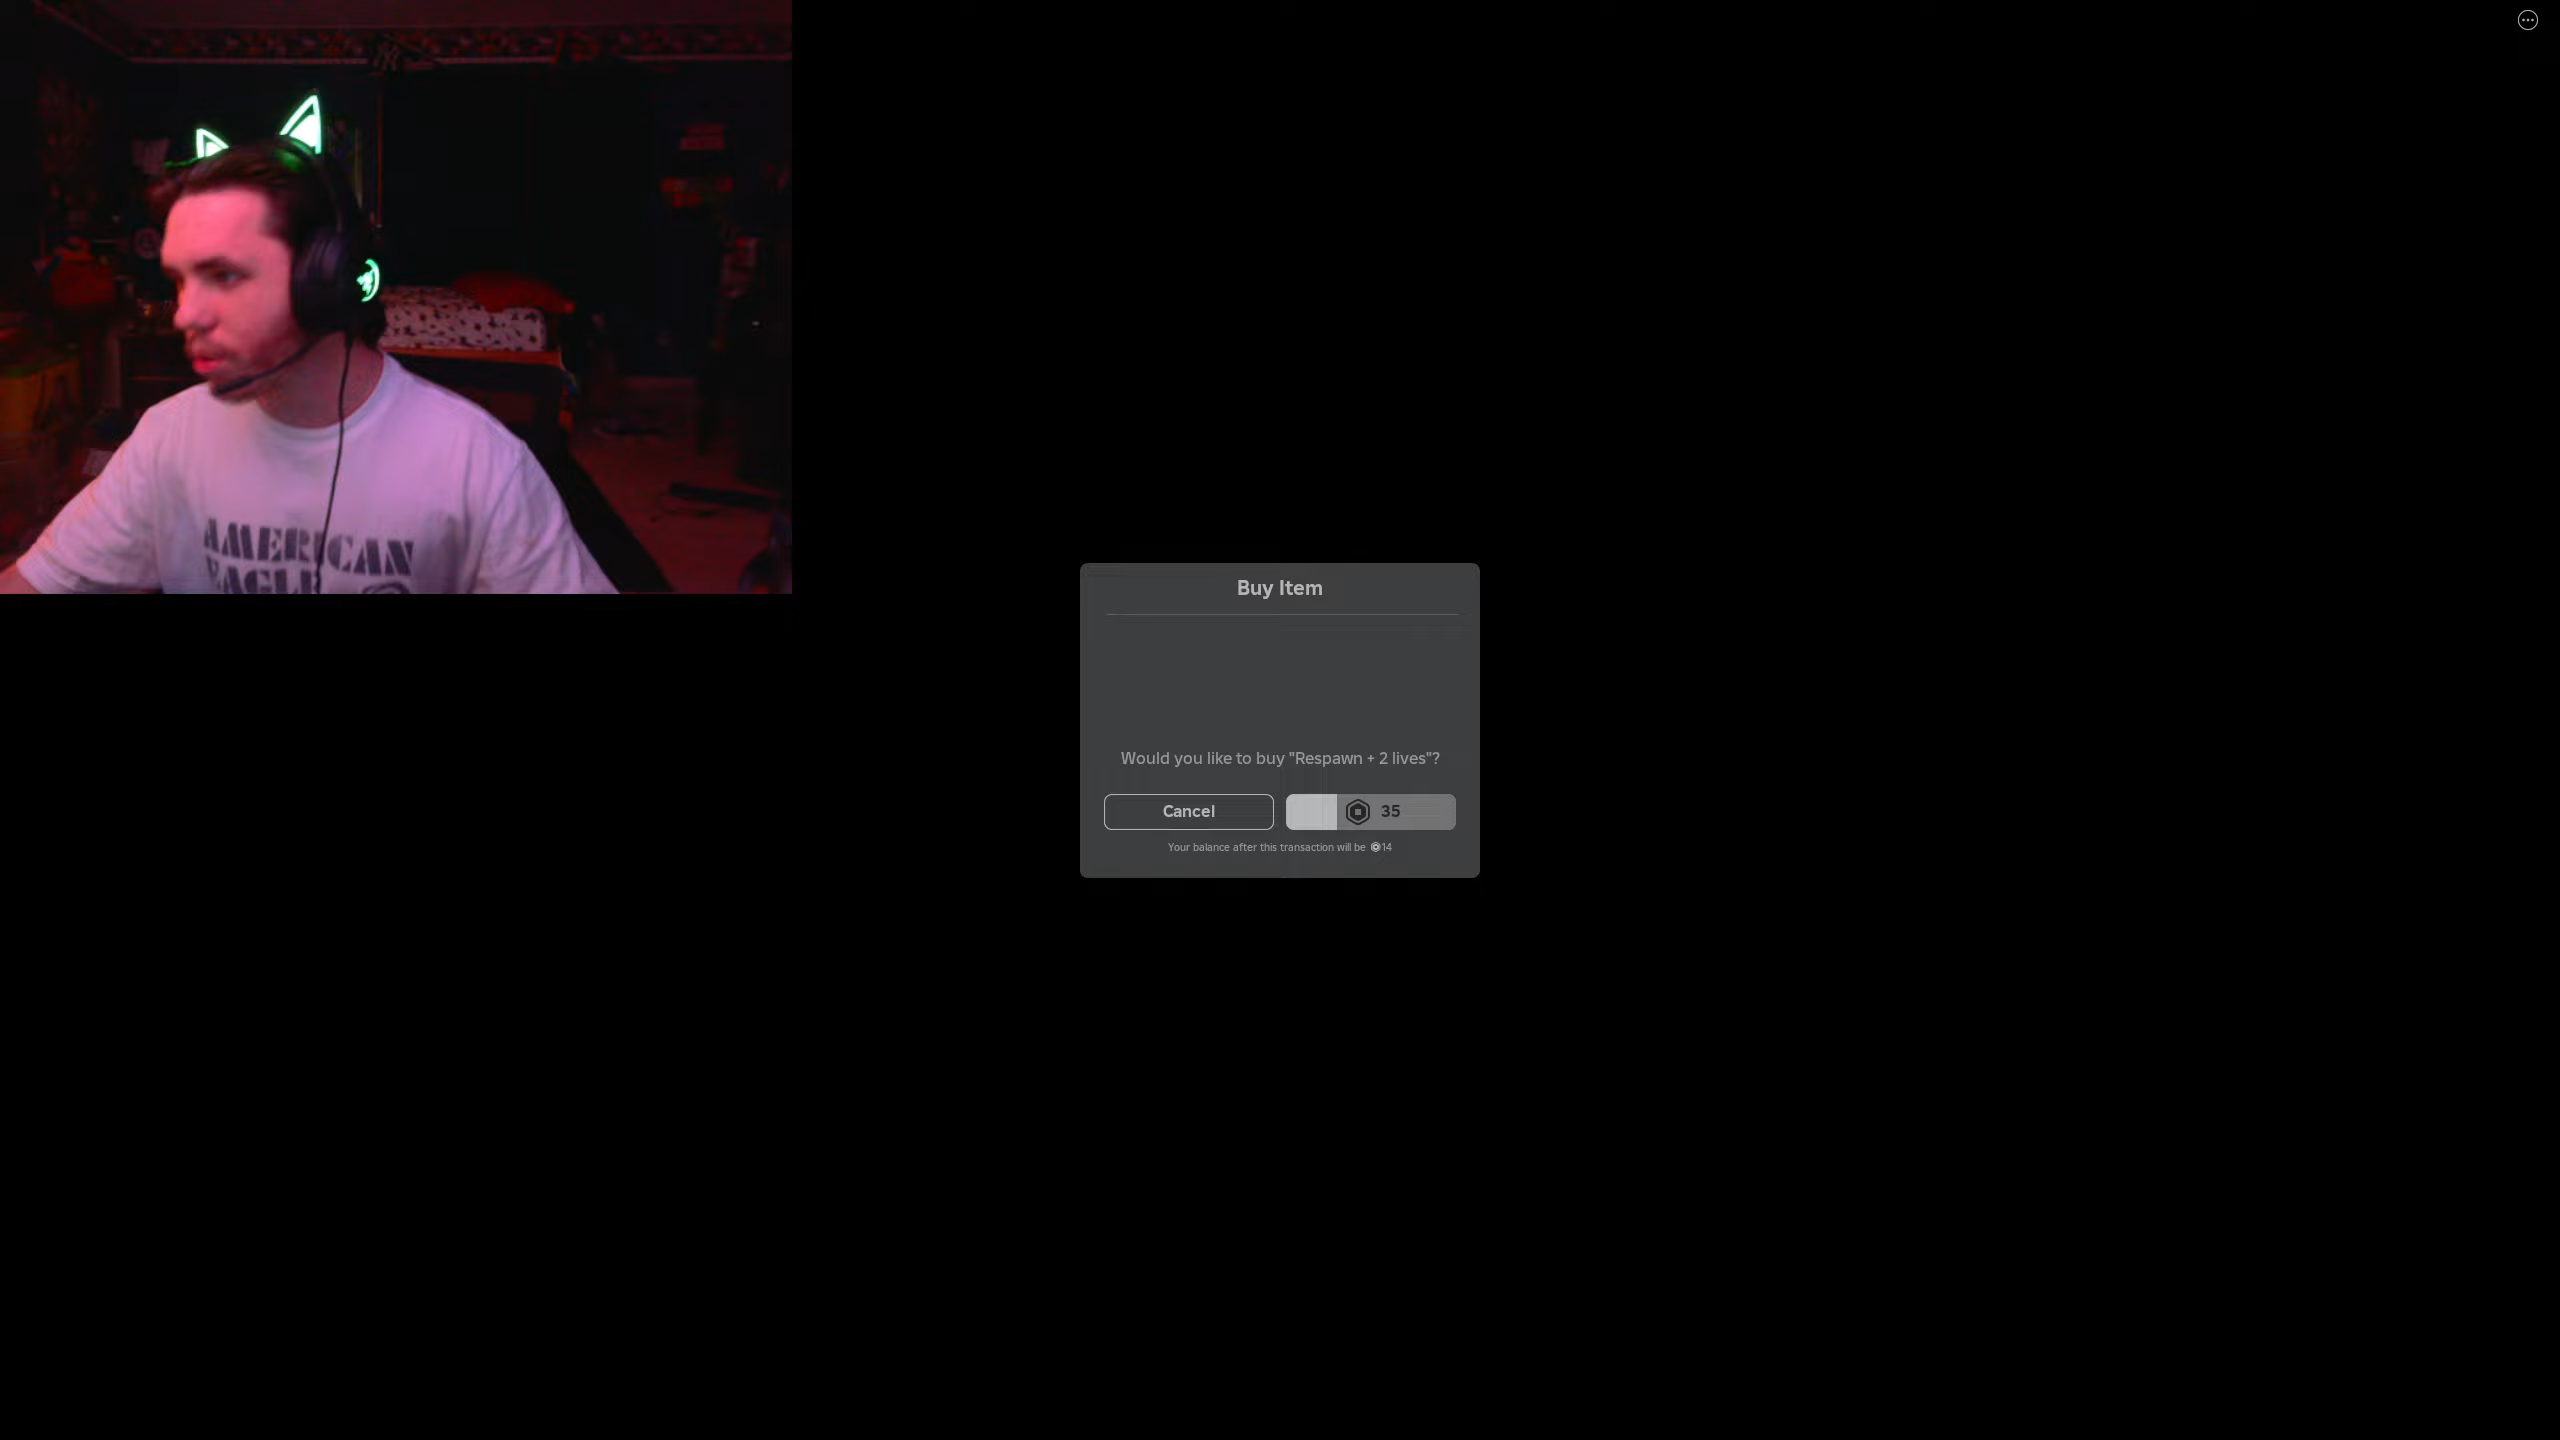 AMERICAN
EAGLE
Buy Item
Would you like to buy "Respawn + 2 lives"?
Cancel
35
Your balance after this transaction will be 14